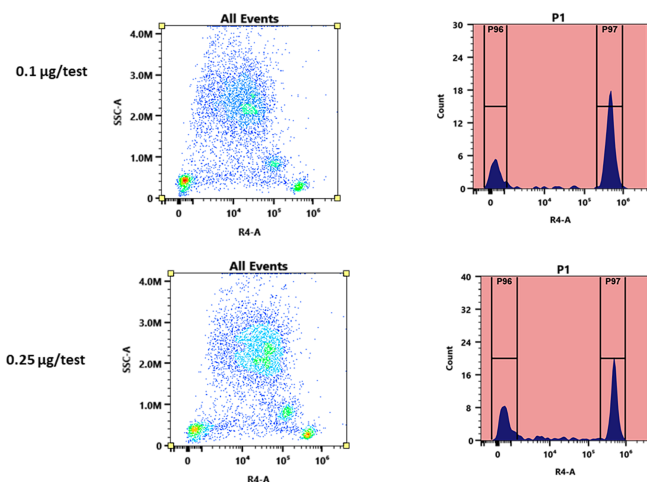 All Events
P1
0.1 µg/test
4.0M
3.0M
2.0M
1.0M
0
SSC-A
0 10⁴ 10⁵ 10⁶
R4-A
30
24
18
12
6
0
Count
P96 P97
0 10⁴ 10⁵ 10⁶
R4-A
All Events
P1
0.25 µg/test
4.0M
3.0M
2.0M
1.0M
0
SSC-A
0 10⁴ 10⁵ 10⁶
R4-A
40
32
24
16
8
0
Count
P96 P97
0 10⁴ 10⁵ 10⁶
R4-A